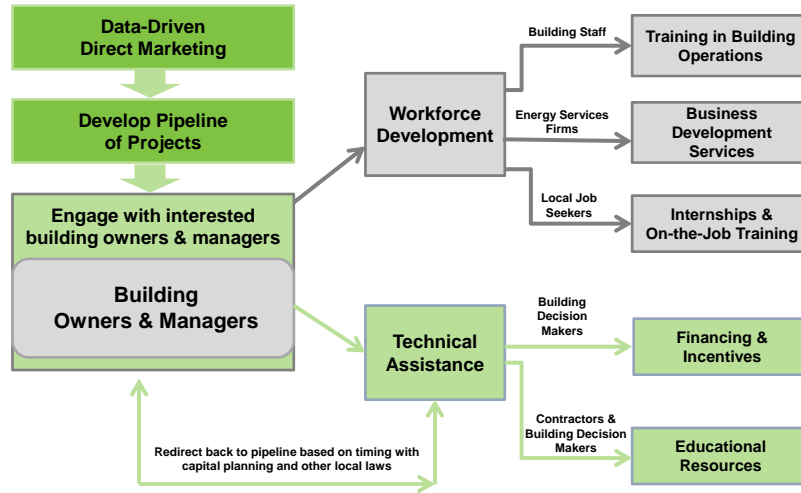 Data-Driven
Direct Marketing
Develop Pipeline
of Projects
Engage with interested
building owners & managers
Building
Owners & Managers
Workforce
Development
Building Staff
Training in Building
Operations
Energy Services
Firms
Business
Development
Services
Local Job
Seekers
Internships &
On-the-Job Training
Technical
Assistance
Building
Decision
Makers
Financing &
Incentives
Contractors &
Building Decision
Makers
Educational
Resources
Redirect back to pipeline based on timing with
capital planning and other local laws